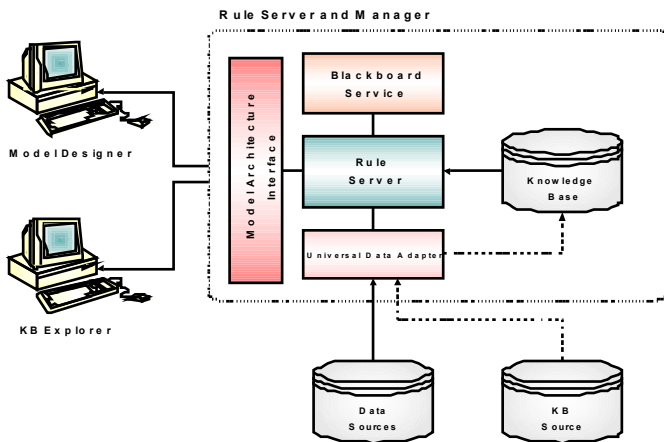 Rule Server and Manager
Blackboard
Service
Model Architecture
Interface
Rule
Server
Knowledge
Base
Universal Data Adapter
Model Designer
KB Explorer
Data
Sources
KB
Source